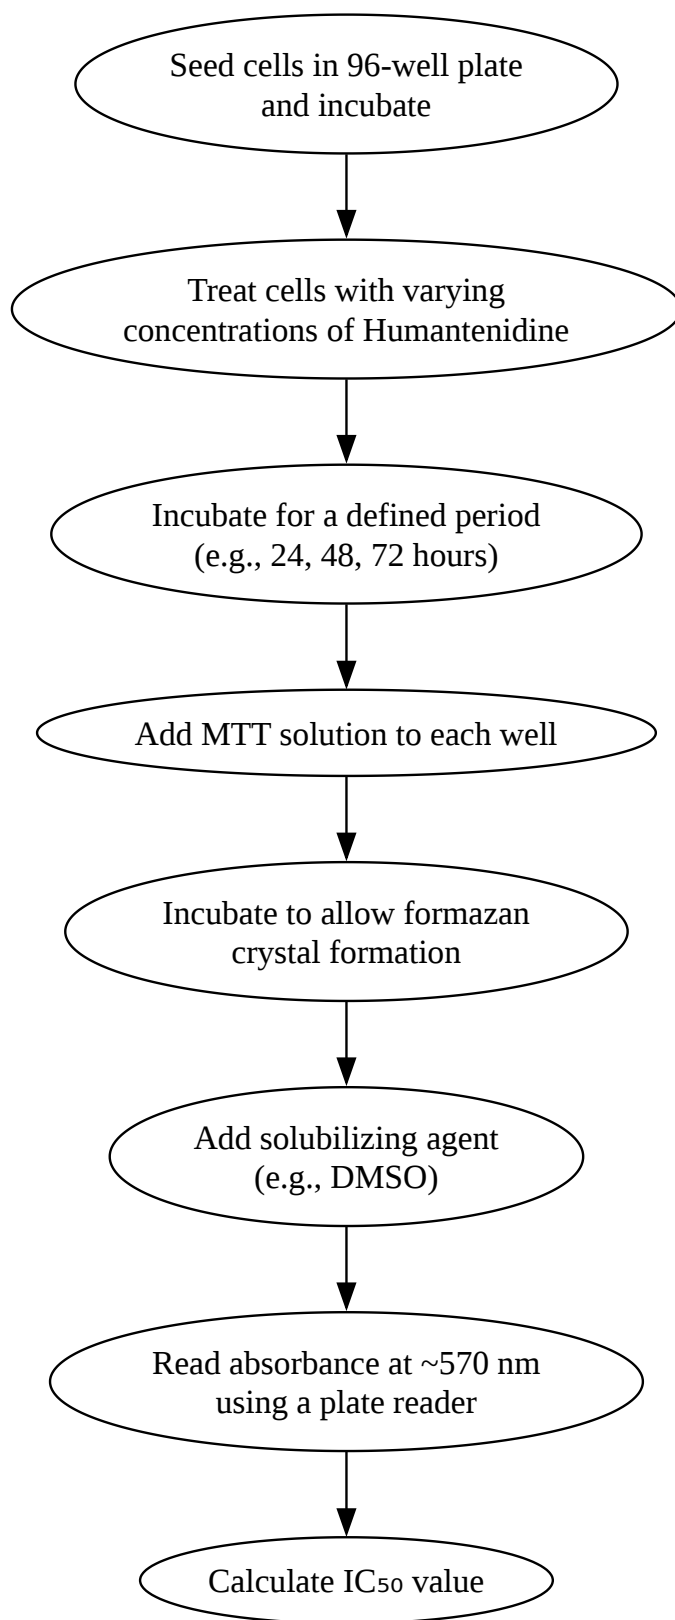 Seed cells in 96-well plate
and incubate
Treat cells with varying
concentrations of Humantenidine
Incubate for a defined period
(e.g., 24, 48, 72 hours)
Add MTT solution to each well
Incubate to allow formazan
crystal formation
Add solubilizing agent
(e.g., DMSO)
Read absorbance at ~570 nm
using a plate reader
Calculate IC₅₀ value